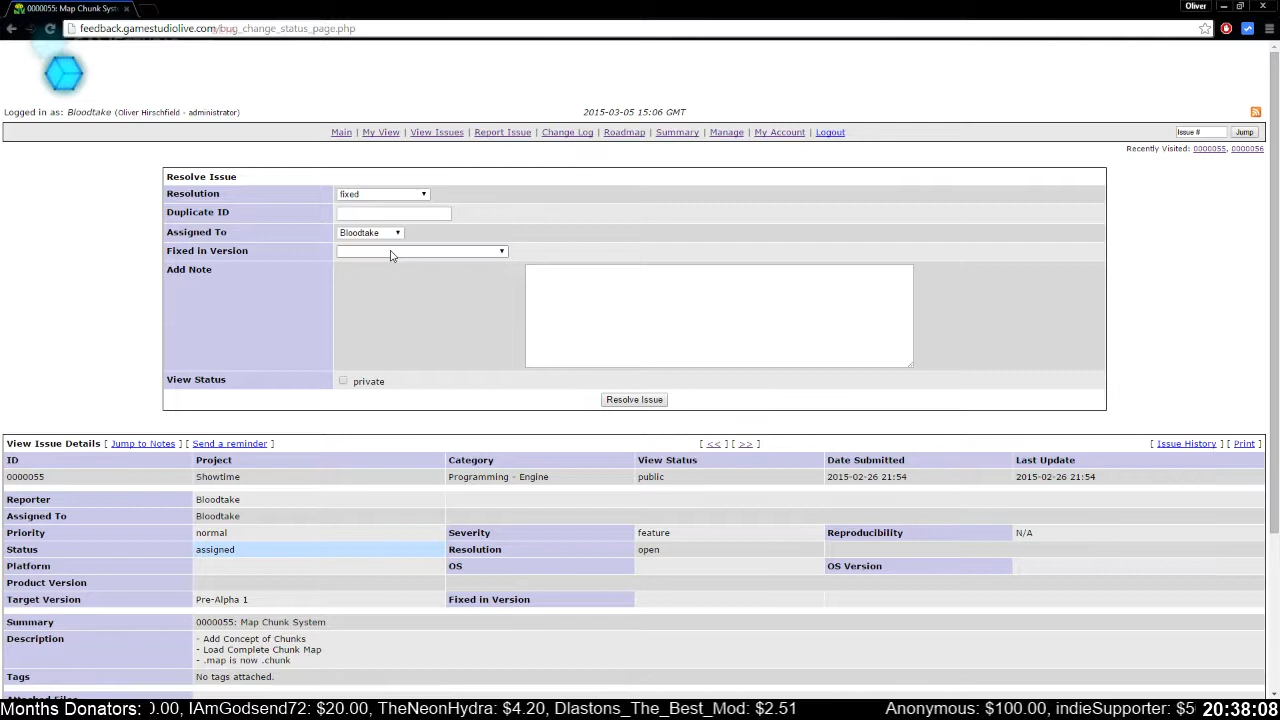 0000055: Map Chunk Syst
Oliver
feedback.gamestudiolive.com/bug_change_status_page.php
Logged in as: Bloodtake (Oliver Hirschfield - administrator)
2015-03-05 15:06 GMT
Main | My View | View Issues | Report Issue | Change Log | Roadmap | Summary | Manage | My Account | Logout
Issue #
Jump
Recently Visited: 0000055, 0000056
Resolve Issue
Resolution
fixed
Duplicate ID
Assigned To
Bloodtake
Fixed in Version
Add Note
View Status
private
Resolve Issue
View Issue Details [ Jump to Notes ] [ Send a reminder ]
[ << ] [ >> ]
[ Issue History ] [ Print ]
ID Project Category View Status Date Submitted Last Update
0000055 Showtime Programming - Engine public 2015-02-26 21:54 2015-02-26 21:54
Reporter Bloodtake
Assigned To Bloodtake
Priority normal Severity feature Reproducibility N/A
Status assigned Resolution open
Platform OS OS Version
Product Version
Target Version Pre-Alpha 1 Fixed in Version
Summary 0000055: Map Chunk System
Description - Add Concept of Chunks
- Load Complete Chunk Map
- .map is now .chunk
Tags No tags attached.
Attached Files
Months Donators: 0.00, IAmGodsend72: $20.00, TheNeonHydra: $4.20, Dlastons_The_Best_Mod: $2.51 Anonymous: $100.00, indieSupporter: $5 20:38:08